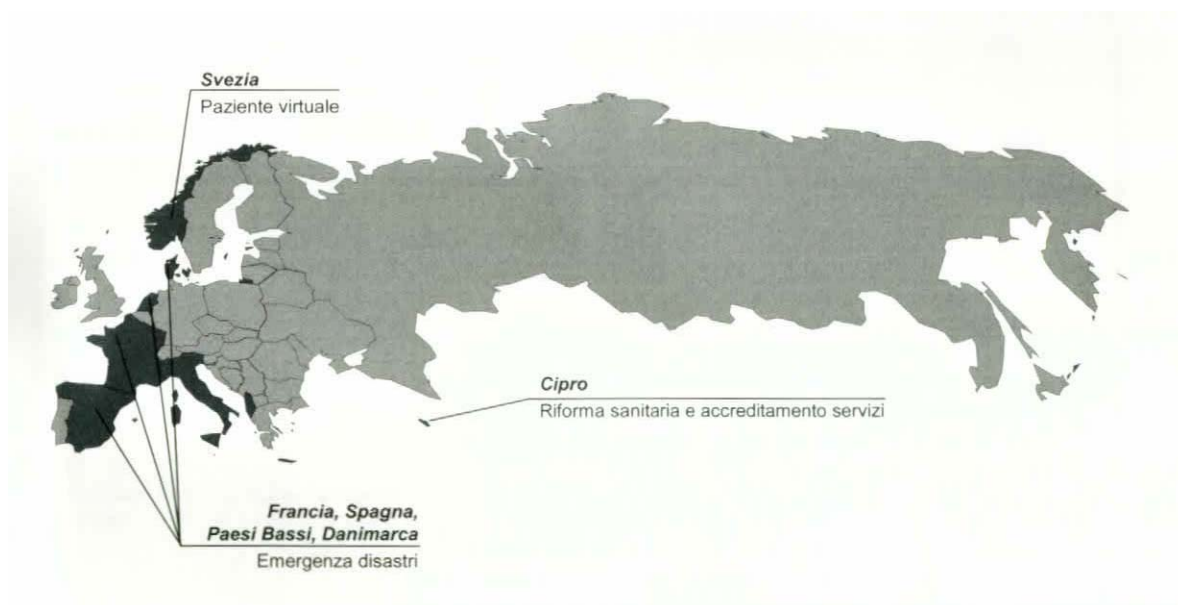 Svezia
Paziente virtuale
Cipro
Riforma sanitaria e accreditamento servizi
Francia, Spagna,
Paesi Bassi, Danimarca
Emergenza disastri